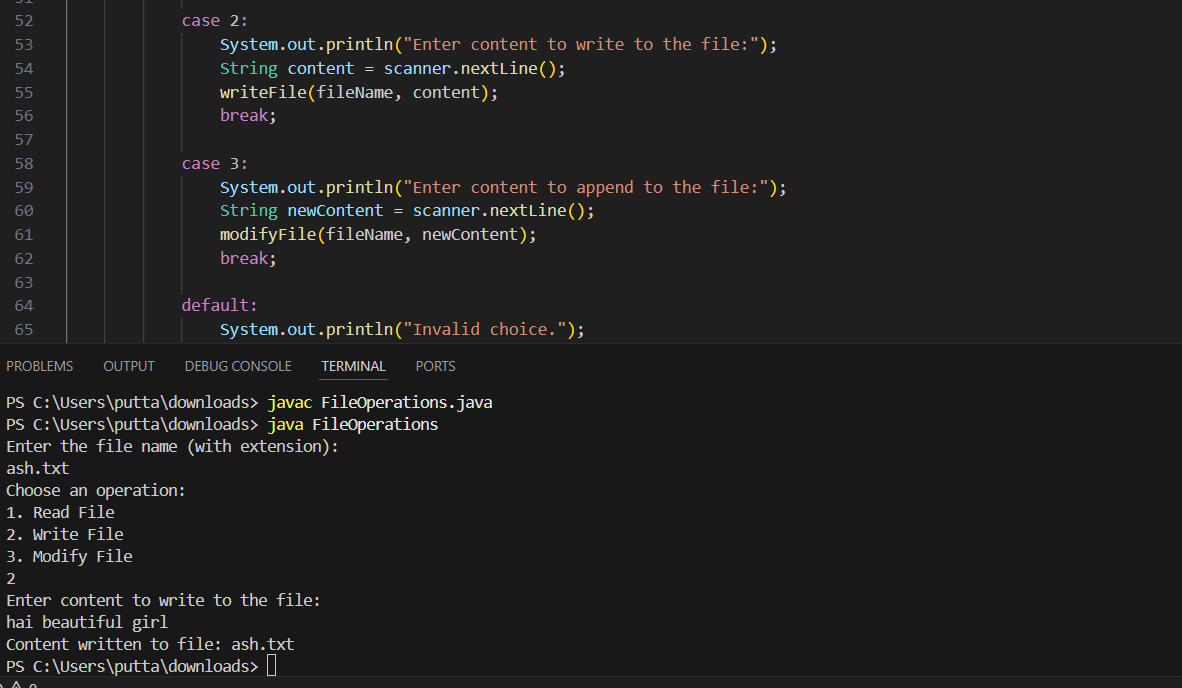 52 case 2:
53 System.out.println("Enter content to write to the file:");
54 String content = scanner.nextLine();
55 writeFile(fileName, content);
56 break;
57
58 case 3:
59 System.out.println("Enter content to append to the file:");
60 String newContent = scanner.nextLine();
61 modifyFile(fileName, newContent);
62 break;
63
64 default:
65 System.out.println("Invalid choice.");
PROBLEMS OUTPUT DEBUG CONSOLE TERMINAL PORTS
PS C:\Users\putta\downloads> javac FileOperations.java
PS C:\Users\putta\downloads> java FileOperations
Enter the file name (with extension):
ash.txt
Choose an operation:
1. Read File
2. Write File
3. Modify File
2
Enter content to write to the file:
hai beautiful girl
Content written to file: ash.txt
PS C:\Users\putta\downloads>